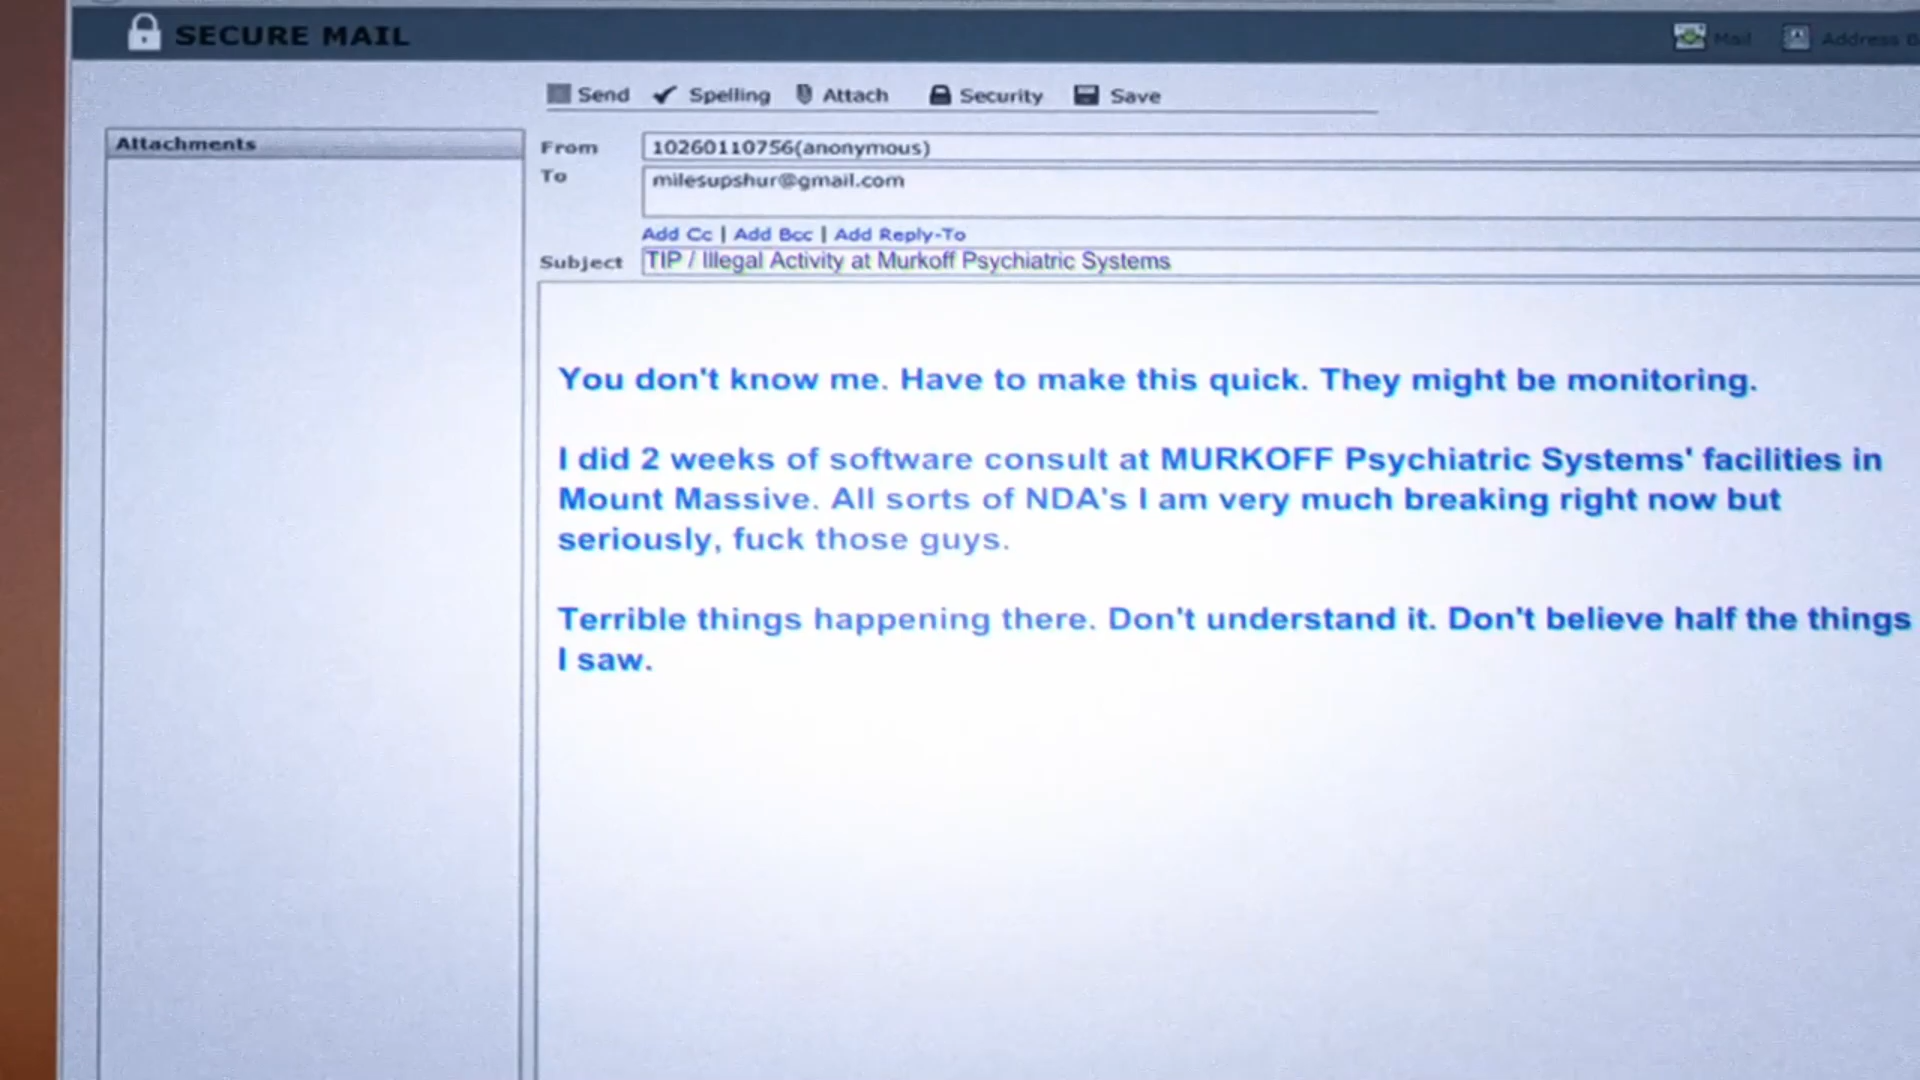 SECURE MAIL
Mail Address B
Send Spelling Attach Security Save
Attachments
From 10260110756(anonymous)
To milesupshur@gmail.com
Add Cc | Add Bcc | Add Reply-To
Subject TIP / Illegal Activity at Murkoff Psychiatric Systems
You don't know me. Have to make this quick. They might be monitoring.
I did 2 weeks of software consult at MURKOFF Psychiatric Systems' facilities in
Mount Massive. All sorts of NDA's I am very much breaking right now but
seriously, fuck those guys.
Terrible things happening there. Don't understand it. Don't believe half the things
I saw.